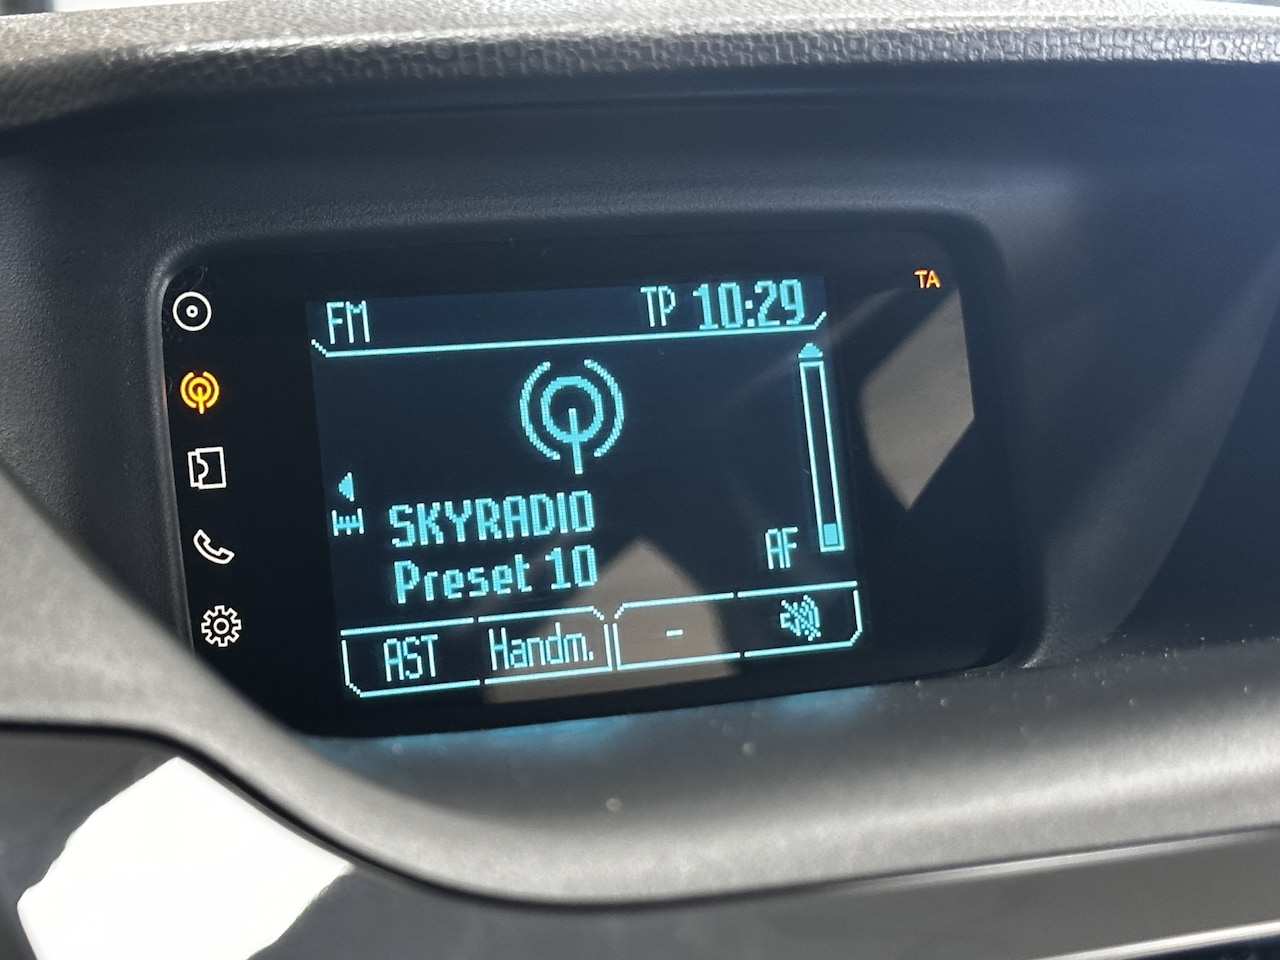 TA
FM TP 10:29
SKYRADIO
Preset 10
AF
AST Handm. -